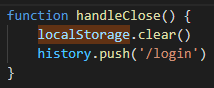 function handleClose() {
    localStorage.clear()
    history.push('/login')
}